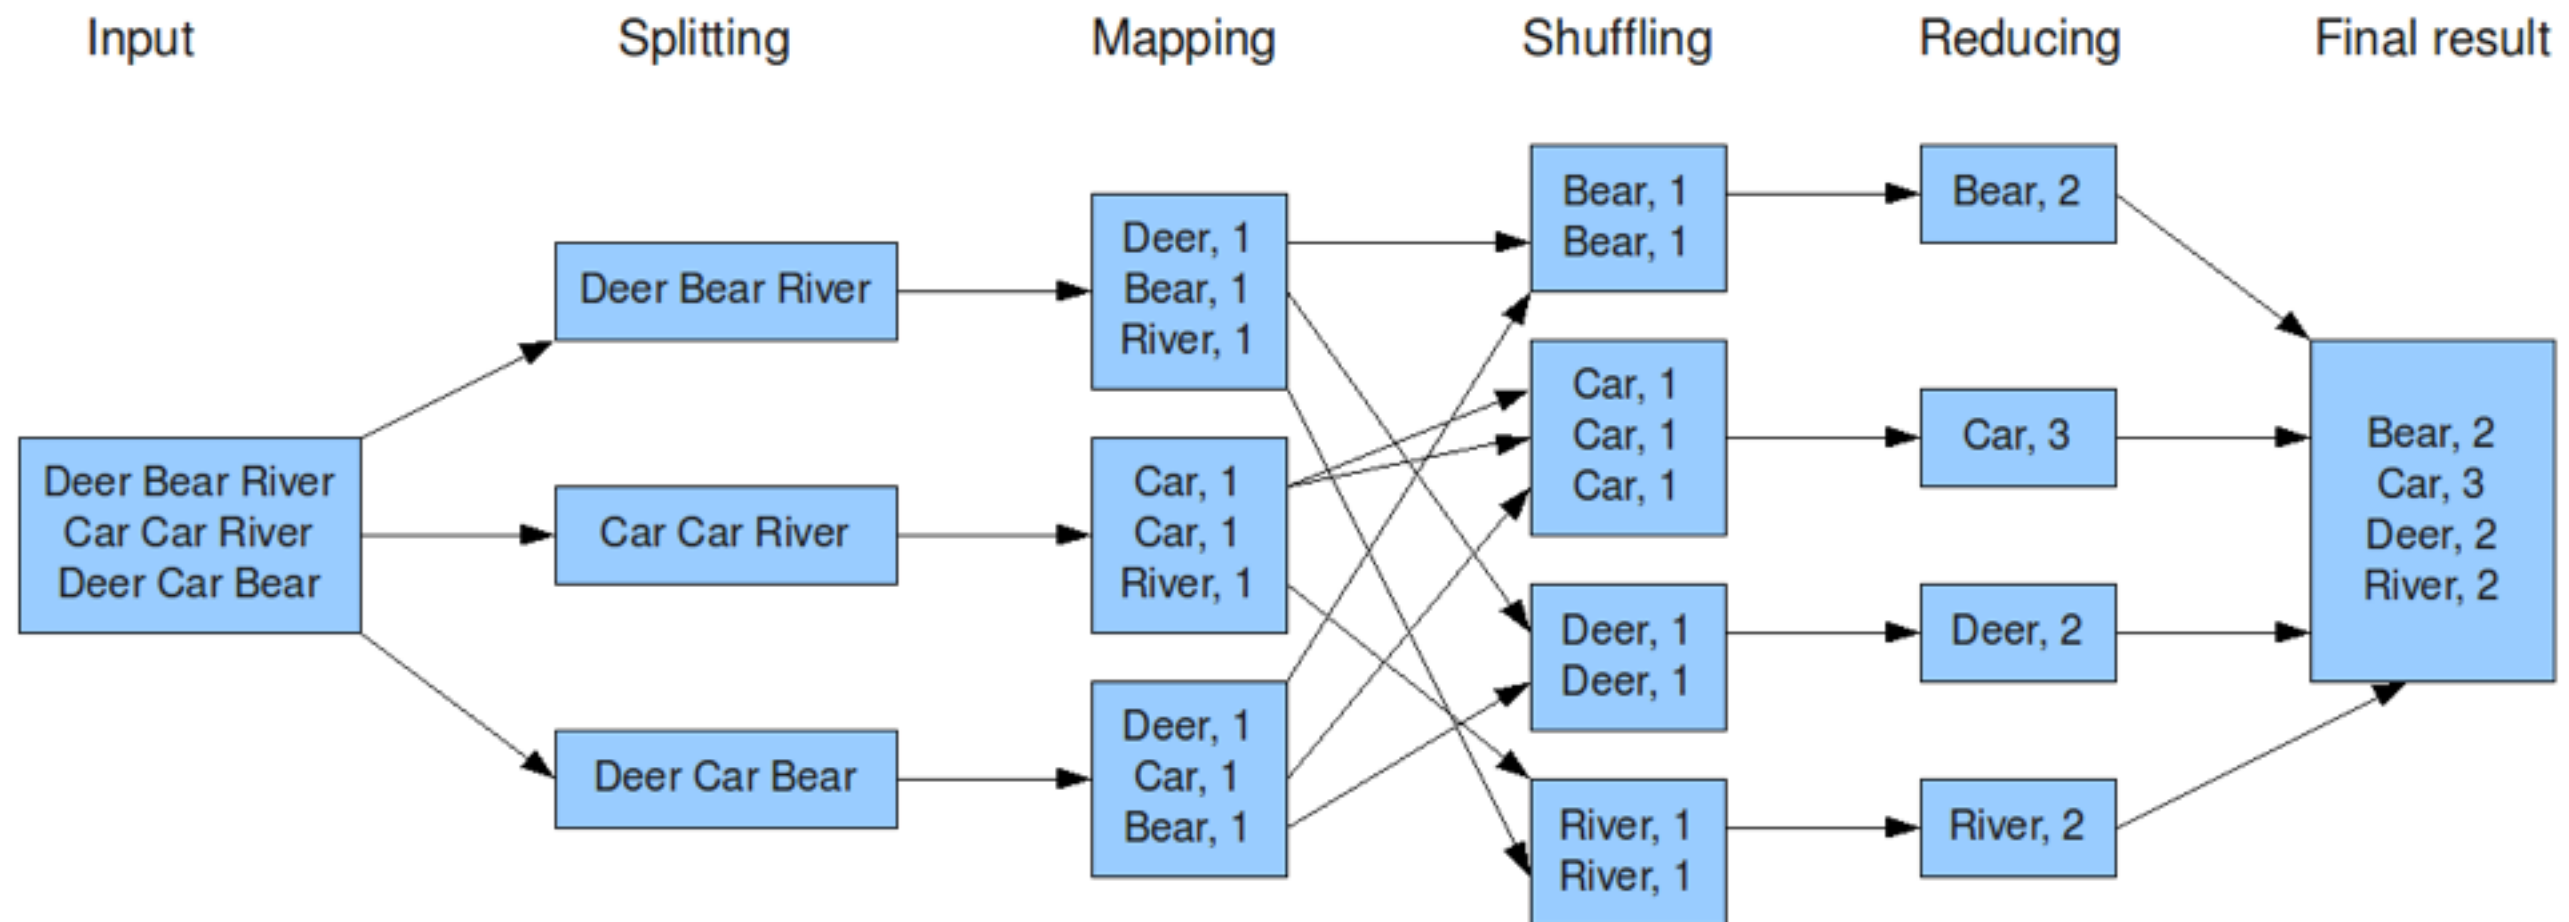 Input
Splitting
Mapping
Shuffling
Reducing
Final result
Deer Bear River
Car Car River
Deer Car Bear
Deer Bear River
Car Car River
Deer Car Bear
Deer, 1
Bear, 1
River, 1
Car, 1
Car, 1
River, 1
Deer, 1
Car, 1
Bear, 1
Bear, 1
Bear, 1
Car, 1
Car, 1
Car, 1
Deer, 1
Deer, 1
River, 1
River, 1
Bear, 2
Car, 3
Deer, 2
River, 2
Bear, 2
Car, 3
Deer, 2
River, 2